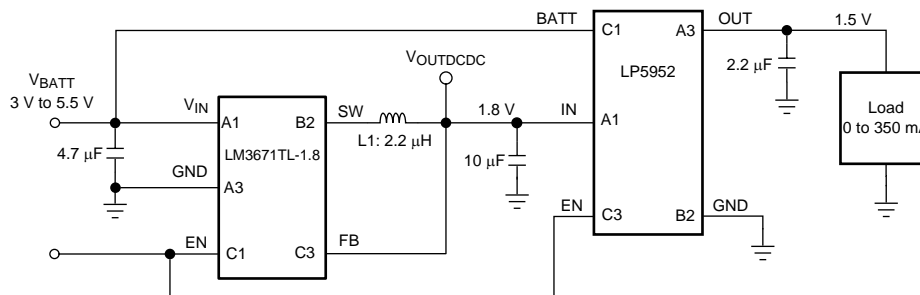 BATT
C1
A3
OUT
1.5 V
LP5952
2.2 µF
VOUTDCDC
VBATT
3 V to 5.5 V
VIN
A1
B2
SW
1.8 V
IN
A1
L1: 2.2 µH
LM3671TL-1.8
4.7 µF
10 µF
Load
0 to 350 mA
GND
A3
EN
C3
B2
GND
EN
C1
C3
FB